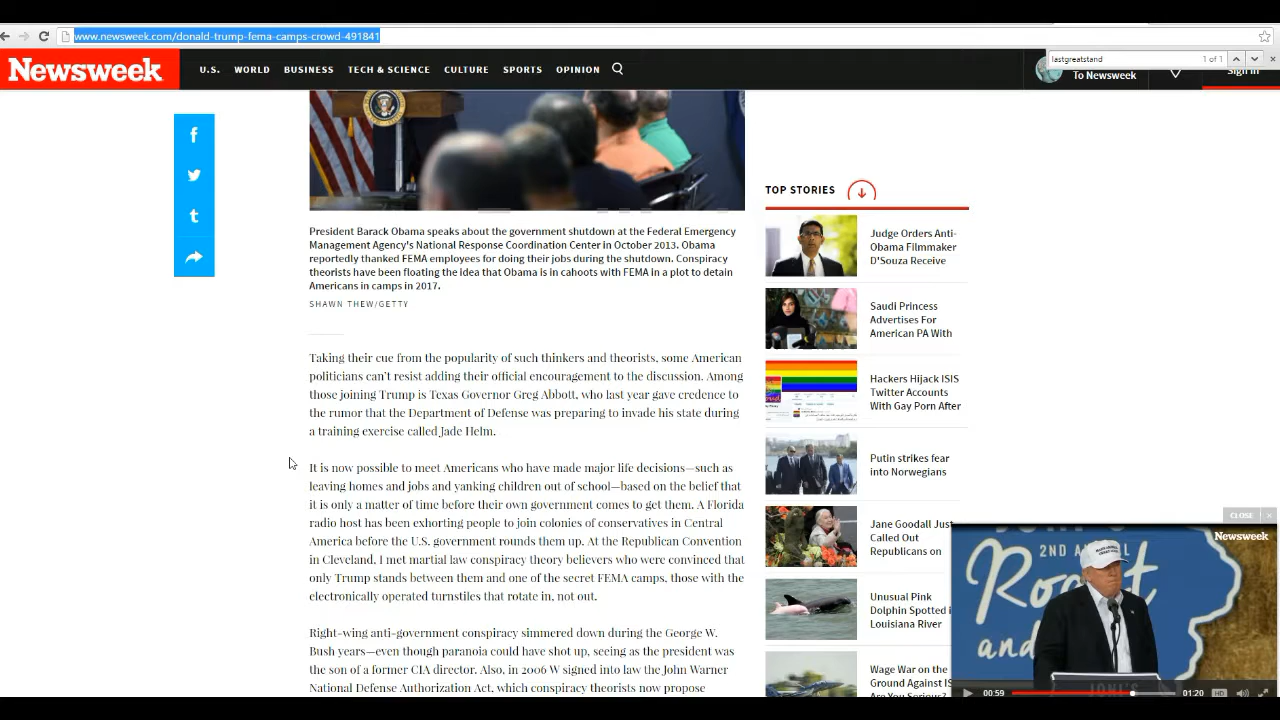 www.newsweek.com/donald-trump-fema-camps-crowd-491841
lastgreatstand 1 of 1
Newsweek
U.S. WORLD BUSINESS TECH & SCIENCE CULTURE SPORTS OPINION
To Newsweek
Sign in
f
t
President Barack Obama speaks about the government shutdown at the Federal Emergency
Management Agency's National Response Coordination Center in October 2013. Obama
reportedly thanked FEMA employees for doing their jobs during the shutdown. Conspiracy
theorists have been floating the idea that Obama is in cahoots with FEMA in a plot to detain
Americans in camps in 2017.
SHAWN THEW/GETTY
Taking their cue from the popularity of such thinkers and theorists, some American
politicians can't resist adding their official encouragement to the discussion. Among
those joining Trump is Texas Governor Greg Abbott, who last year gave credence to
the rumor that the Department of Defense was preparing to invade his state during
a training exercise called Jade Helm.
It is now possible to meet Americans who have made major life decisions—such as
leaving homes and jobs and yanking children out of school—based on the belief that
it is only a matter of time before their own government comes to get them. A Florida
radio host has been exhorting people to join colonies of conservatives in Central
America before the U.S. government rounds them up. At the Republican Convention
in Cleveland, I met martial law conspiracy theory believers who were convinced that
only Trump stands between them and one of the secret FEMA camps, those with the
electronically operated turnstiles that rotate in, not out.
Right-wing anti-government conspiracy simmered down during the George W.
Bush years—even though paranoia could have shot up, seeing as the president was
the son of a former CIA director. Also, in 2006 W signed into law the John Warner
National Defense Authorization Act, which conspiracy theorists now propose
TOP STORIES
Judge Orders Anti-
Obama Filmmaker
D'Souza Receive
Saudi Princess
Advertises For
American PA With
Hackers Hijack ISIS
Twitter Accounts
With Gay Porn After
Putin strikes fear
into Norwegians
Jane Goodall Just
Called Out
Republicans on
Unusual Pink
Dolphin Spotted i
Louisiana River
Wage War on the
Ground Against IS
Are You Serious?
CLOSE ×
Newsweek
2ND A
AL
Roast
and
JONI'S
00:59 01:20 HD